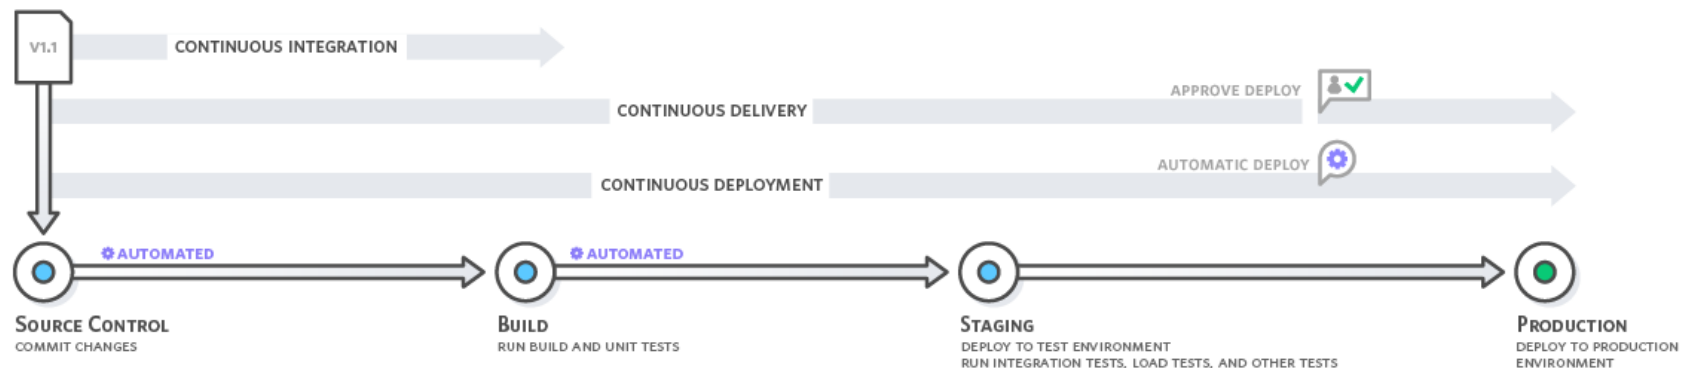 V1.1
CONTINUOUS INTEGRATION
APPROVE DEPLOY
CONTINUOUS DELIVERY
AUTOMATIC DEPLOY
CONTINUOUS DEPLOYMENT
AUTOMATED
AUTOMATED
SOURCE CONTROL
COMMIT CHANGES
BUILD
RUN BUILD AND UNIT TESTS
STAGING
DEPLOY TO TEST ENVIRONMENT
RUN INTEGRATION TESTS, LOAD TESTS, AND OTHER TESTS
PRODUCTION
DEPLOY TO PRODUCTION
ENVIRONMENT